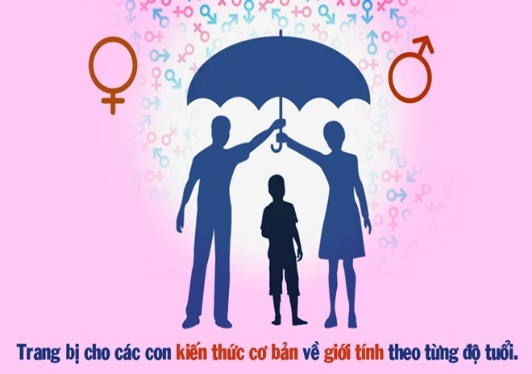 Trang bị cho các con kiến thức cơ bản về giới tính theo từng độ tuổi.